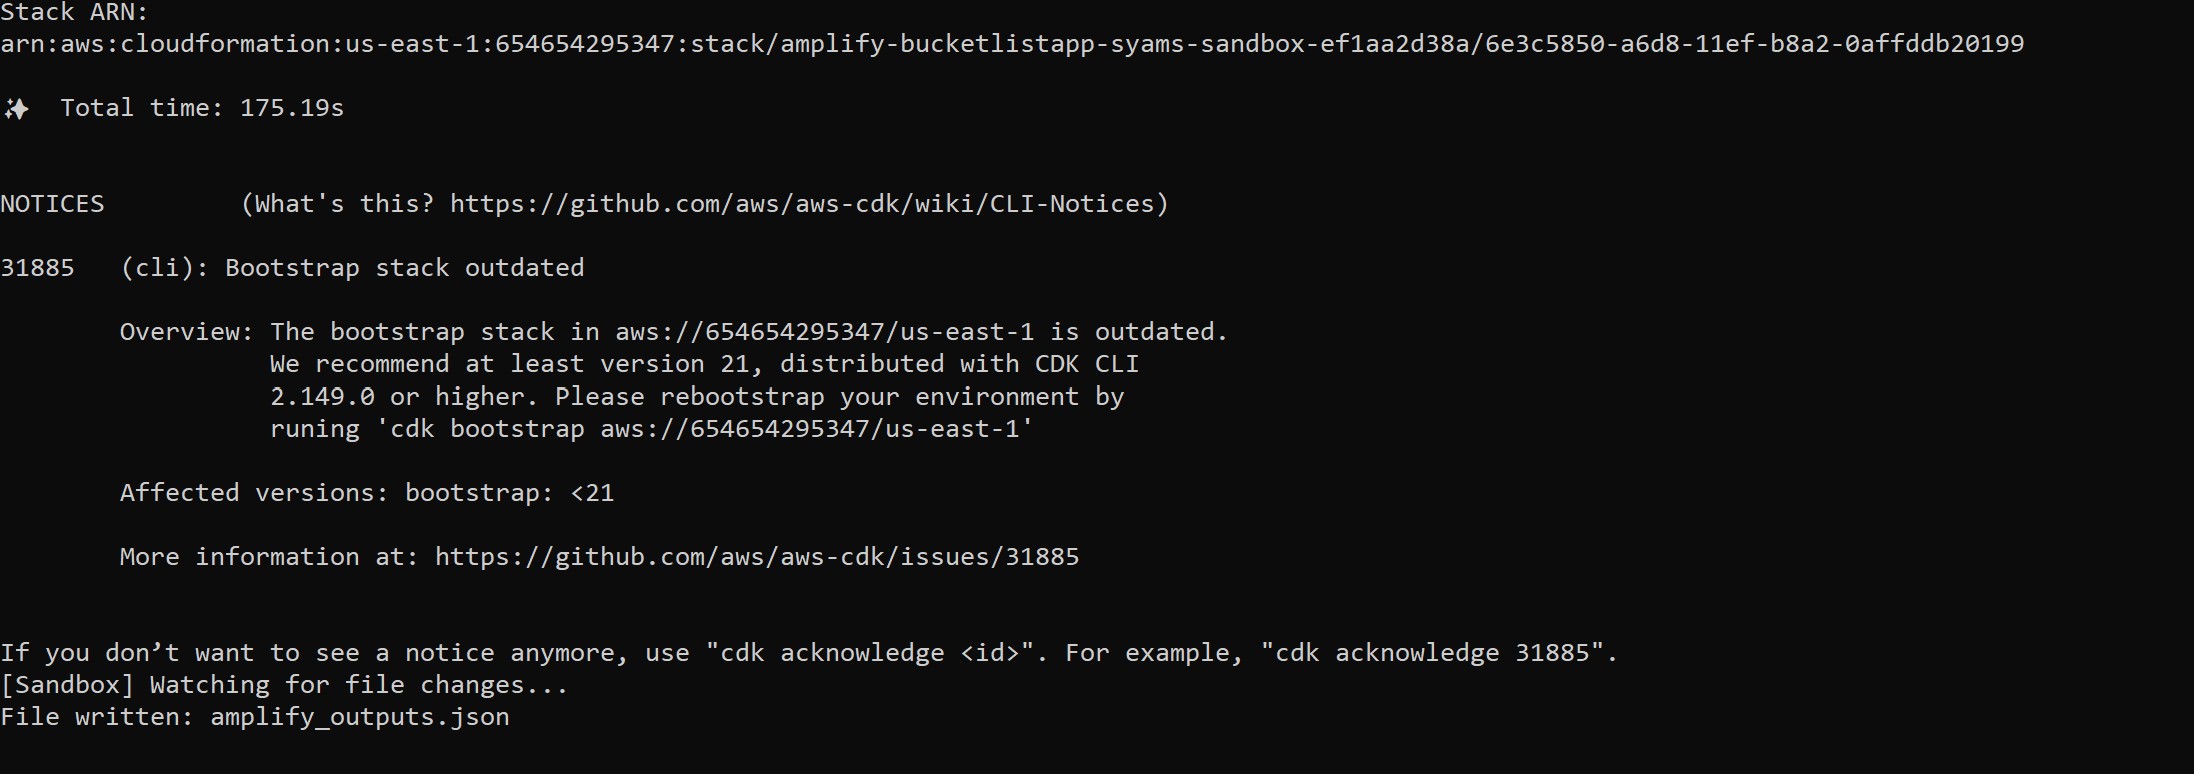 Stack ARN:
arn:aws:cloudformation:us-east-1:654654295347:stack/amplify-bucketlistapp-syams-sandbox-ef1aa2d38a/6e3c5850-a6d8-11ef-b8a2-0affddb20199
✨  Total time: 175.19s
NOTICES         (What's this? https://github.com/aws/aws-cdk/wiki/CLI-Notices)
31885   (cli): Bootstrap stack outdated
Overview: The bootstrap stack in aws://654654295347/us-east-1 is outdated.
We recommend at least version 21, distributed with CDK CLI
2.149.0 or higher. Please rebootstrap your environment by
runing 'cdk bootstrap aws://654654295347/us-east-1'
Affected versions: bootstrap: <21
More information at: https://github.com/aws/aws-cdk/issues/31885
If you don’t want to see a notice anymore, use "cdk acknowledge <id>". For example, "cdk acknowledge 31885".
[Sandbox] Watching for file changes...
File written: amplify_outputs.json